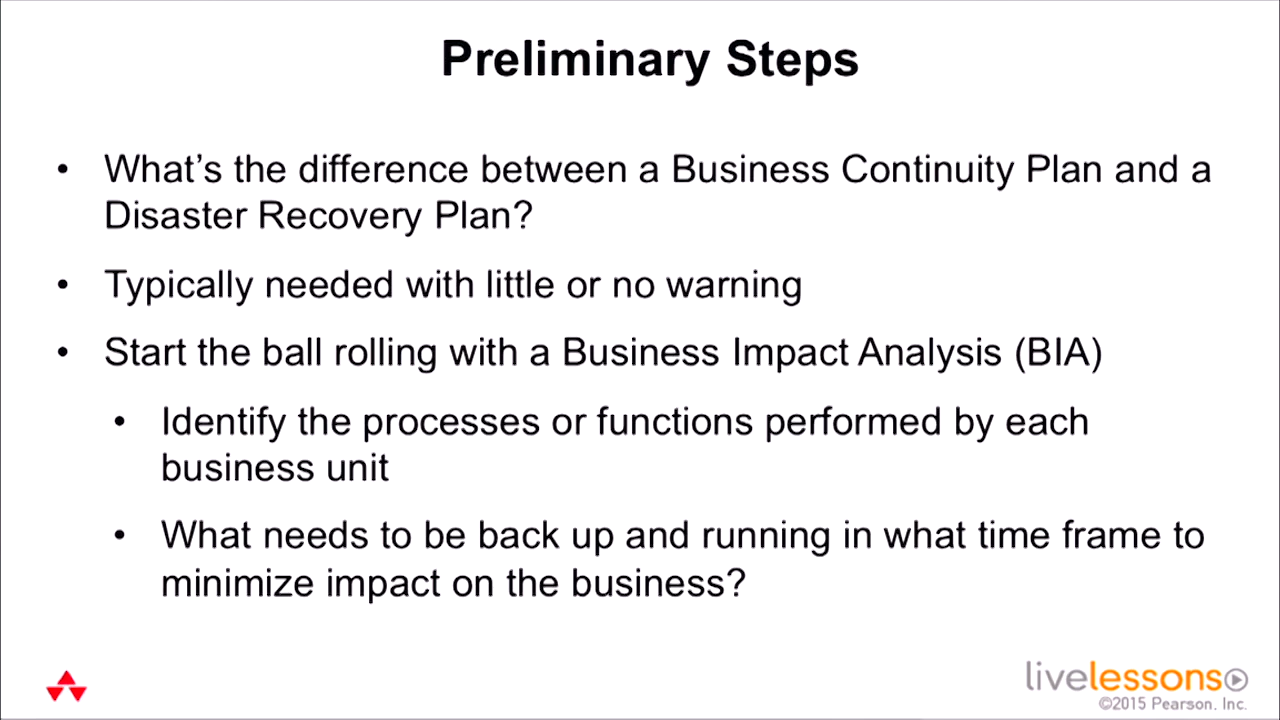 Preliminary Steps
• What’s the difference between a Business Continuity Plan and a
Disaster Recovery Plan?
• Typically needed with little or no warning
• Start the ball rolling with a Business Impact Analysis (BIA)
• Identify the processes or functions performed by each
business unit
• What needs to be back up and running in what time frame to
minimize impact on the business?
livelessons
©2015 Pearson, Inc.